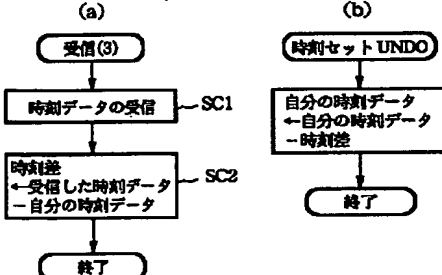 (a)
受信(3)
時刻データの受信
SC1
時刻差
←受信した時刻データ
−自分の時刻データ
SC2
終了
(b)
時刻セットUNDO
自分の時刻データ
←自分の時刻データ
−時刻差
終了